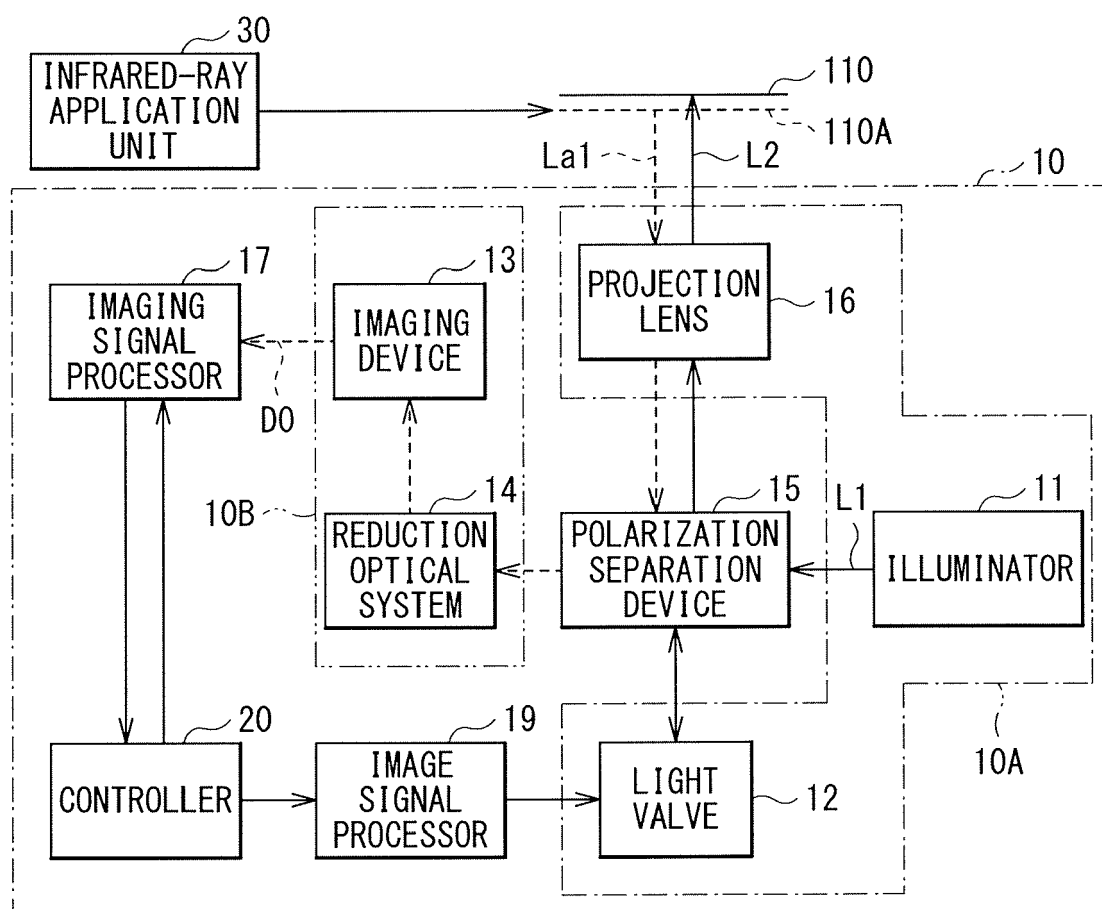 30
INFRARED-RAY
APPLICATION
UNIT
110
110A
La1
L2
10
17
IMAGING
SIGNAL
PROCESSOR
13
IMAGING
DEVICE
D0
PROJECTION
LENS
16
10B
14
REDUCTION
OPTICAL
SYSTEM
15
POLARIZATION
SEPARATION
DEVICE
L1
11
ILLUMINATOR
10A
20
CONTROLLER
19
IMAGE
SIGNAL
PROCESSOR
LIGHT
VALVE
12